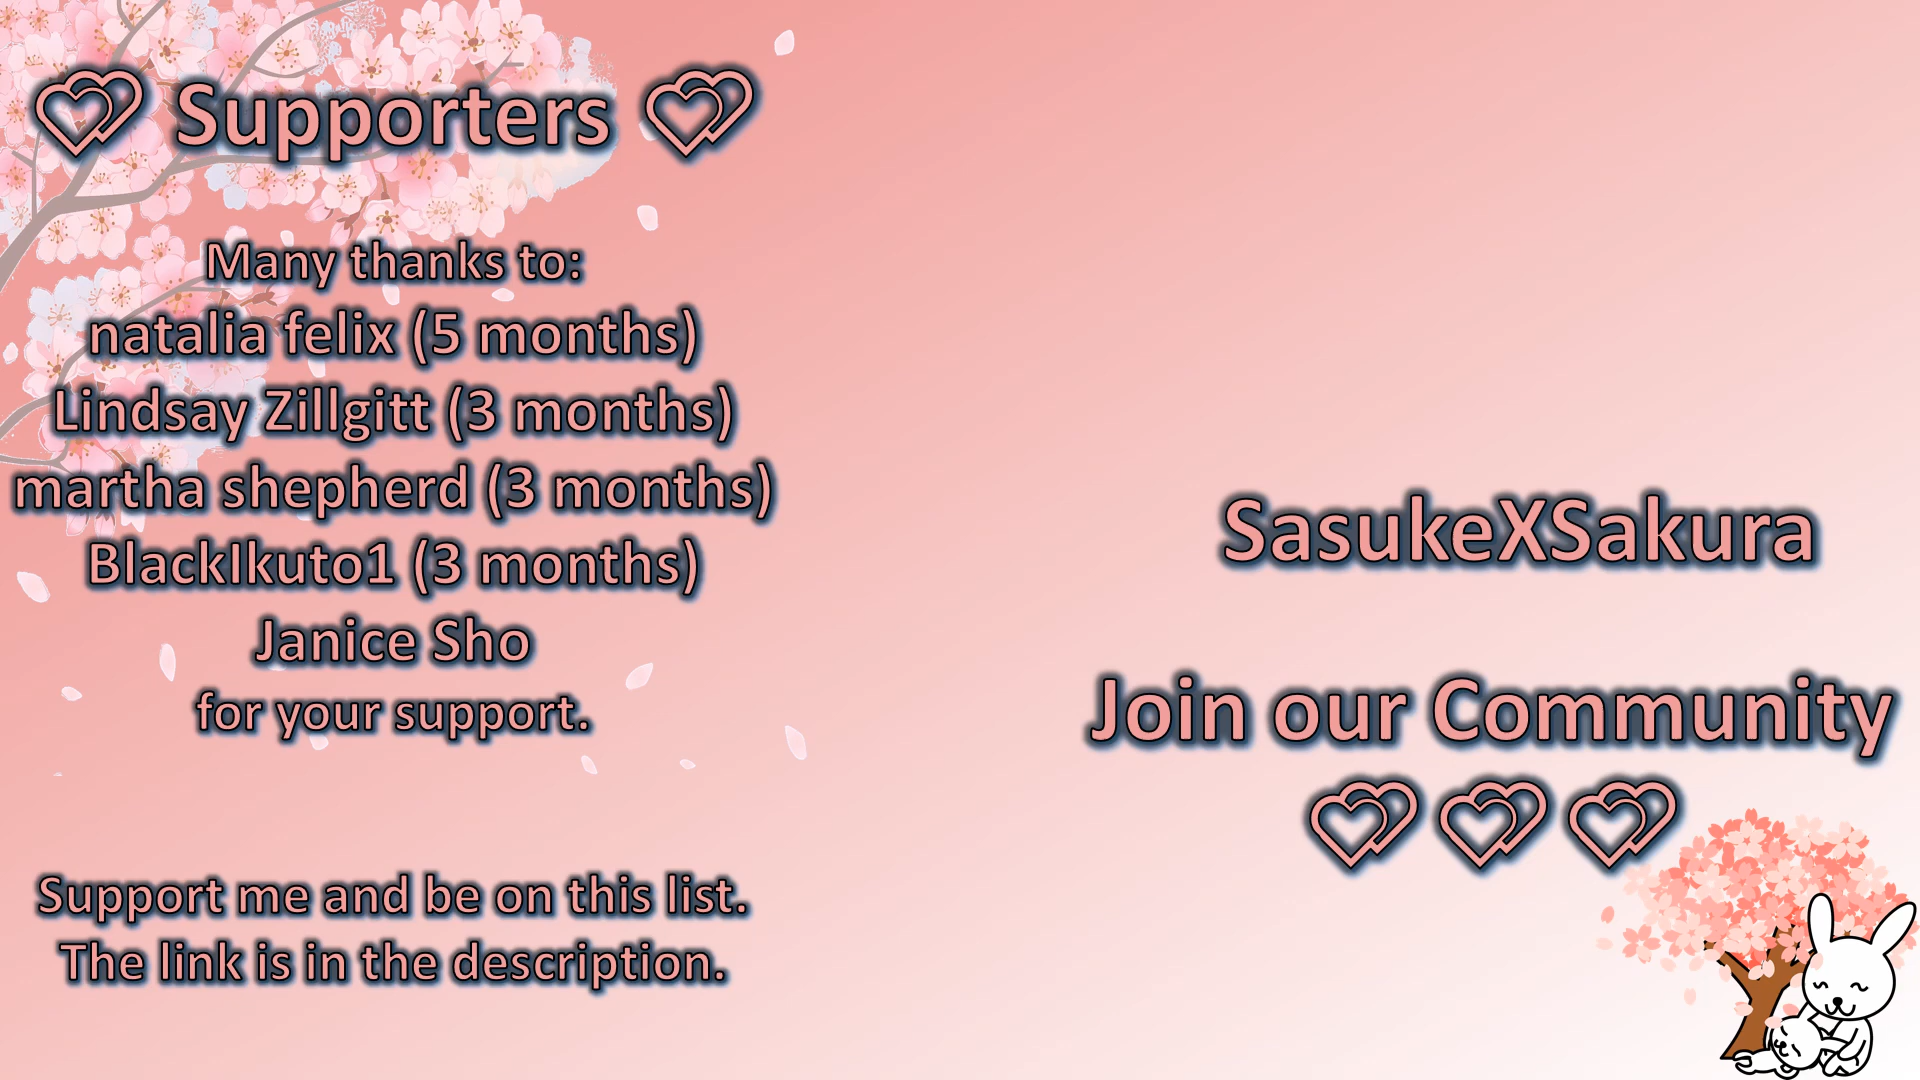 Supporters
Many thanks to:
natalia felix (5 months)
Lindsay Zillgitt (3 months)
martha shepherd (3 months)
BlackIkuto1 (3 months)
Janice Sho
for your support.
Support me and be on this list.
The link is in the description.
SasukeXSakura
Join our Community